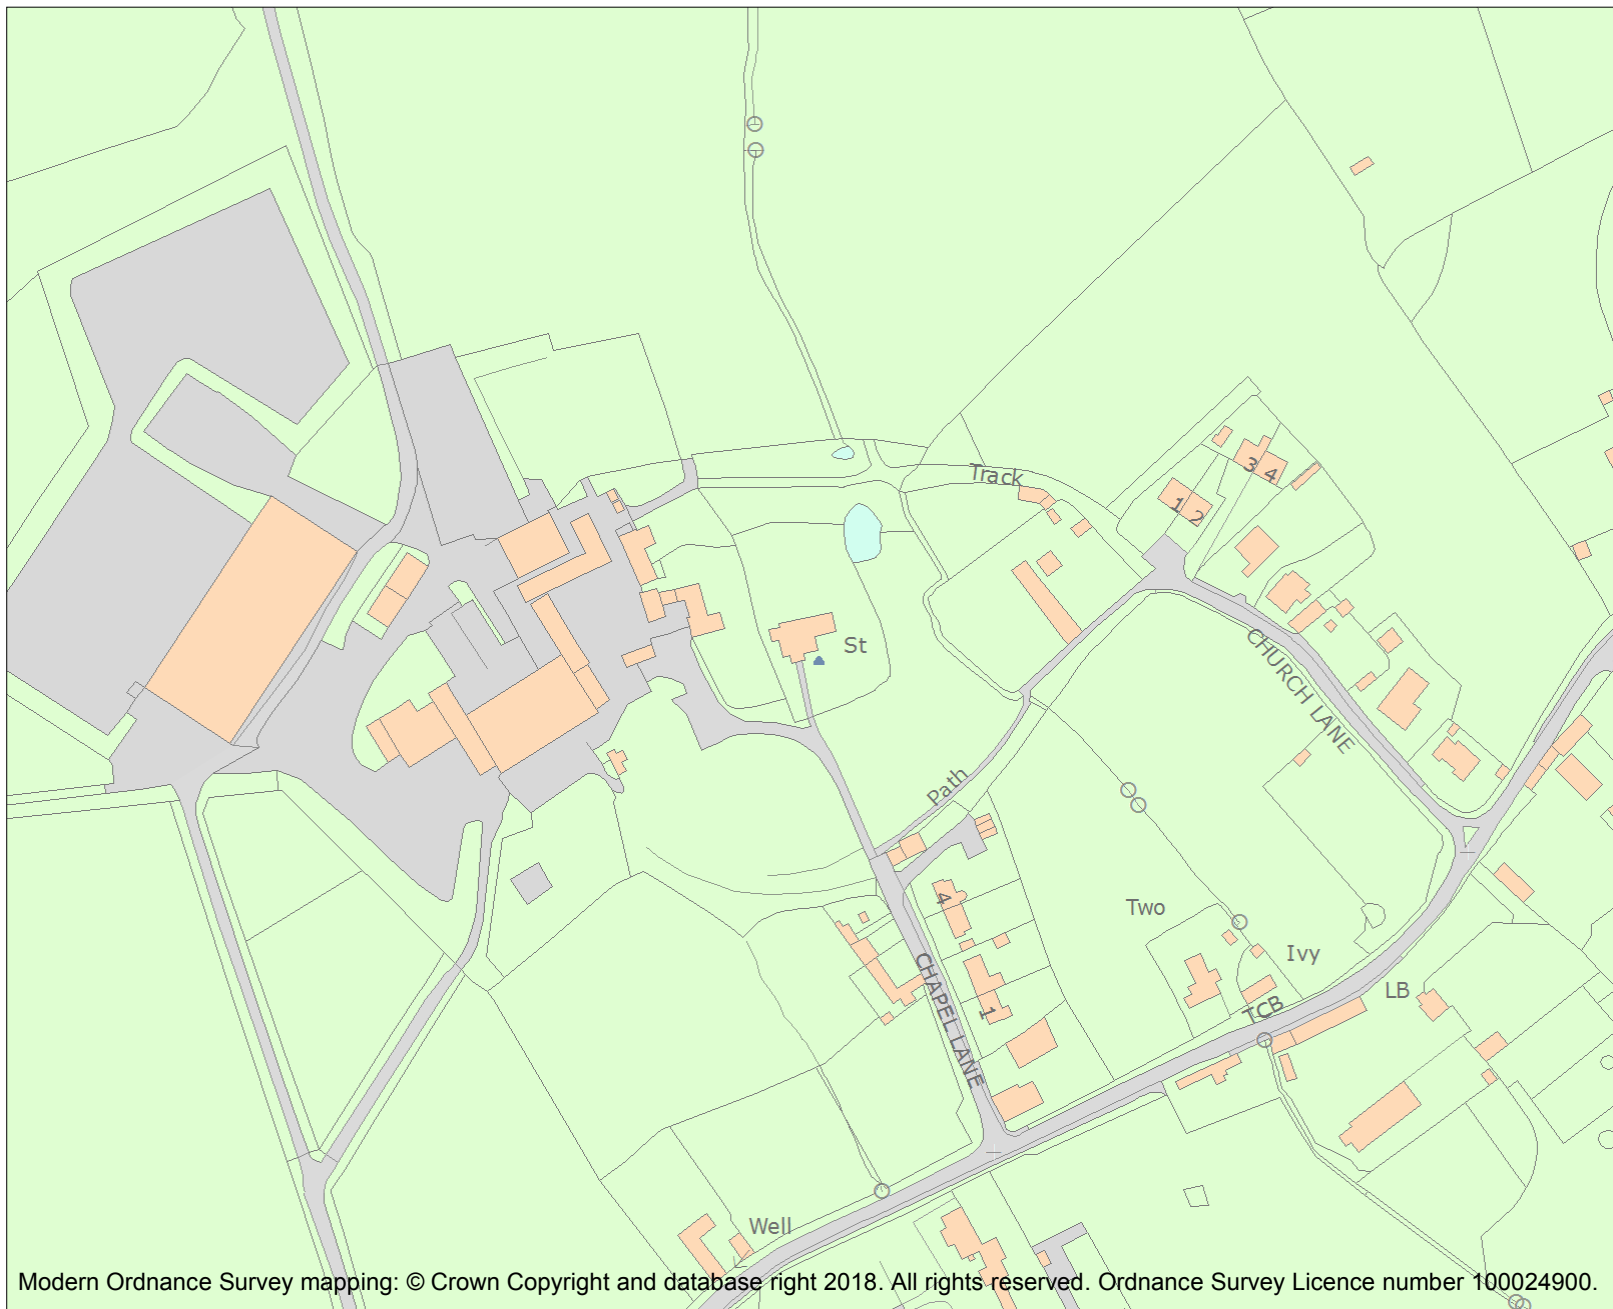 Track
3
4
1
2
St
CHURCH LANE
Path
4
Two
Ivy
LB
CHAPEL LANE
1
TCB
Well
Modern Ordnance Survey mapping: © Crown Copyright and database right 2018. All rights reserved. Ordnance Survey Licence number 100024900.